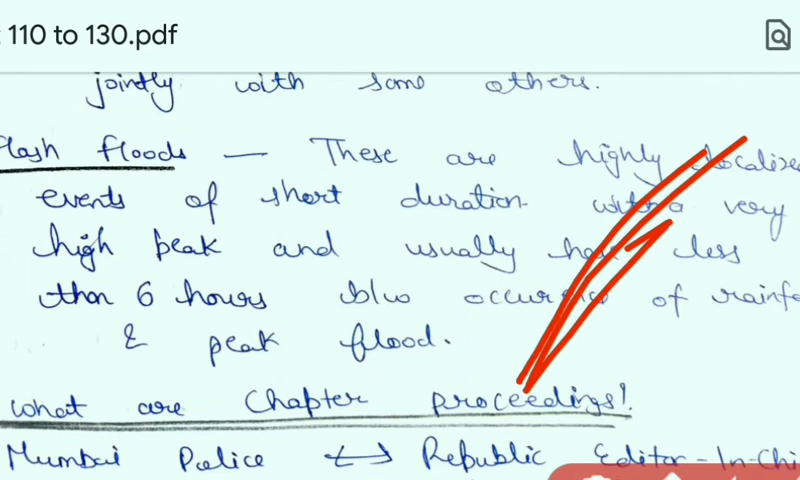 110 to 130.pdf
jointly with some others.
flash floods — These are highly localised
events of short duration with a very
high peak and usually have less
than 6 hours b/w occurrence of rainfa
& peak flood.
What are Chapter proceedings!
Mumbai Police ↔ Republic Editor-In-Chi